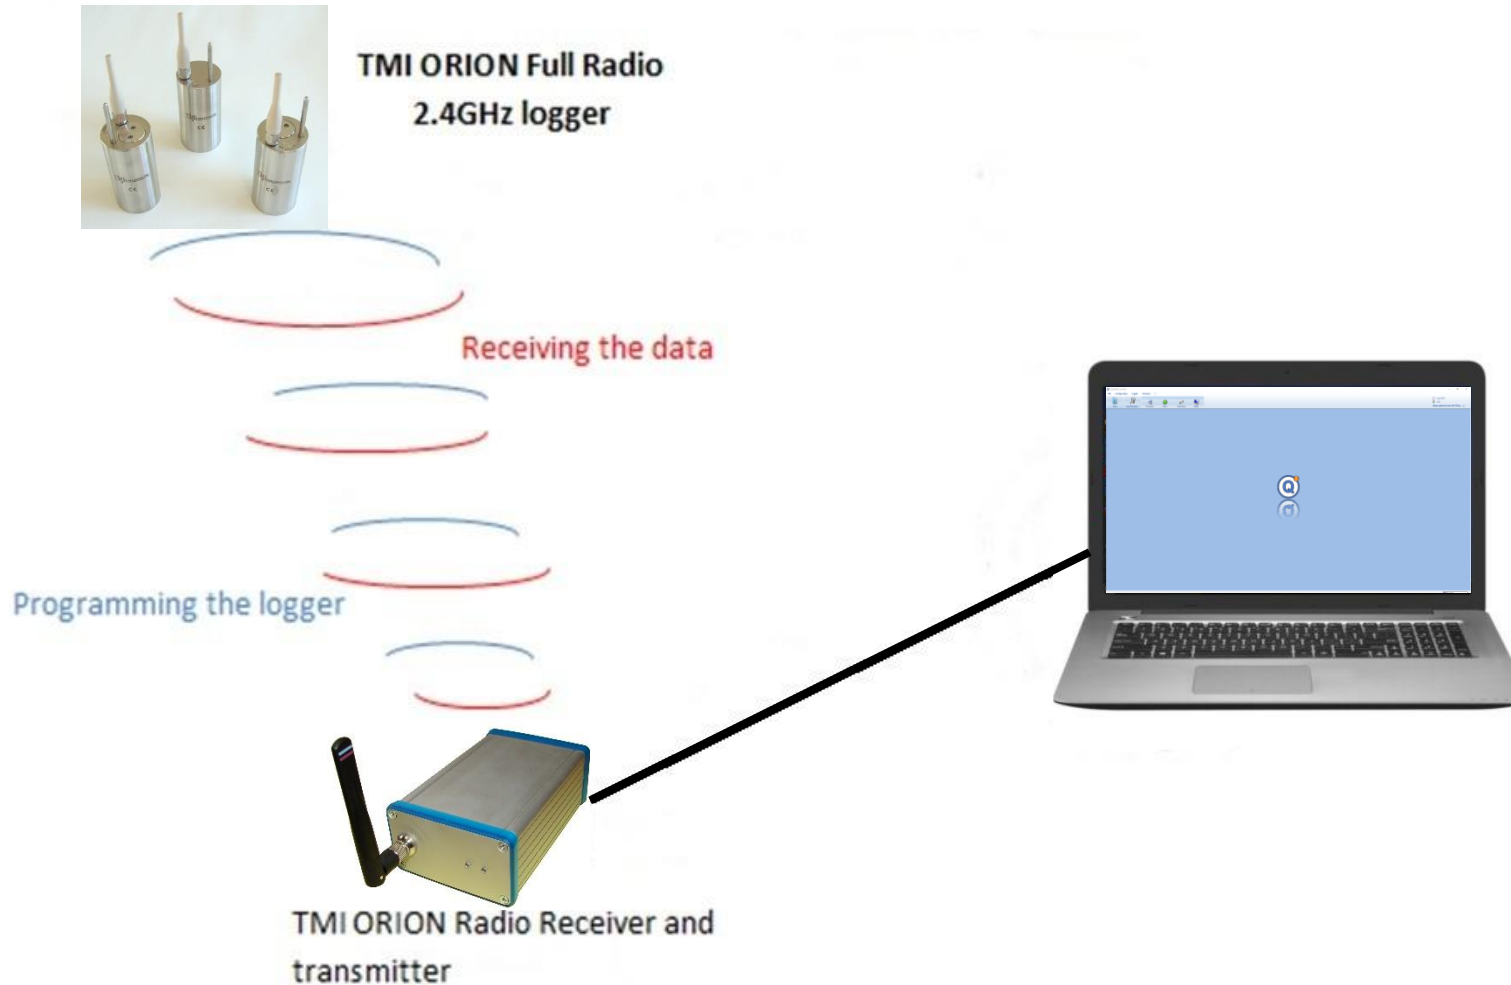 TMI ORION Full Radio
2.4GHz logger
Receiving the data
Programming the logger
Q
TMI ORION Radio Receiver and
transmitter